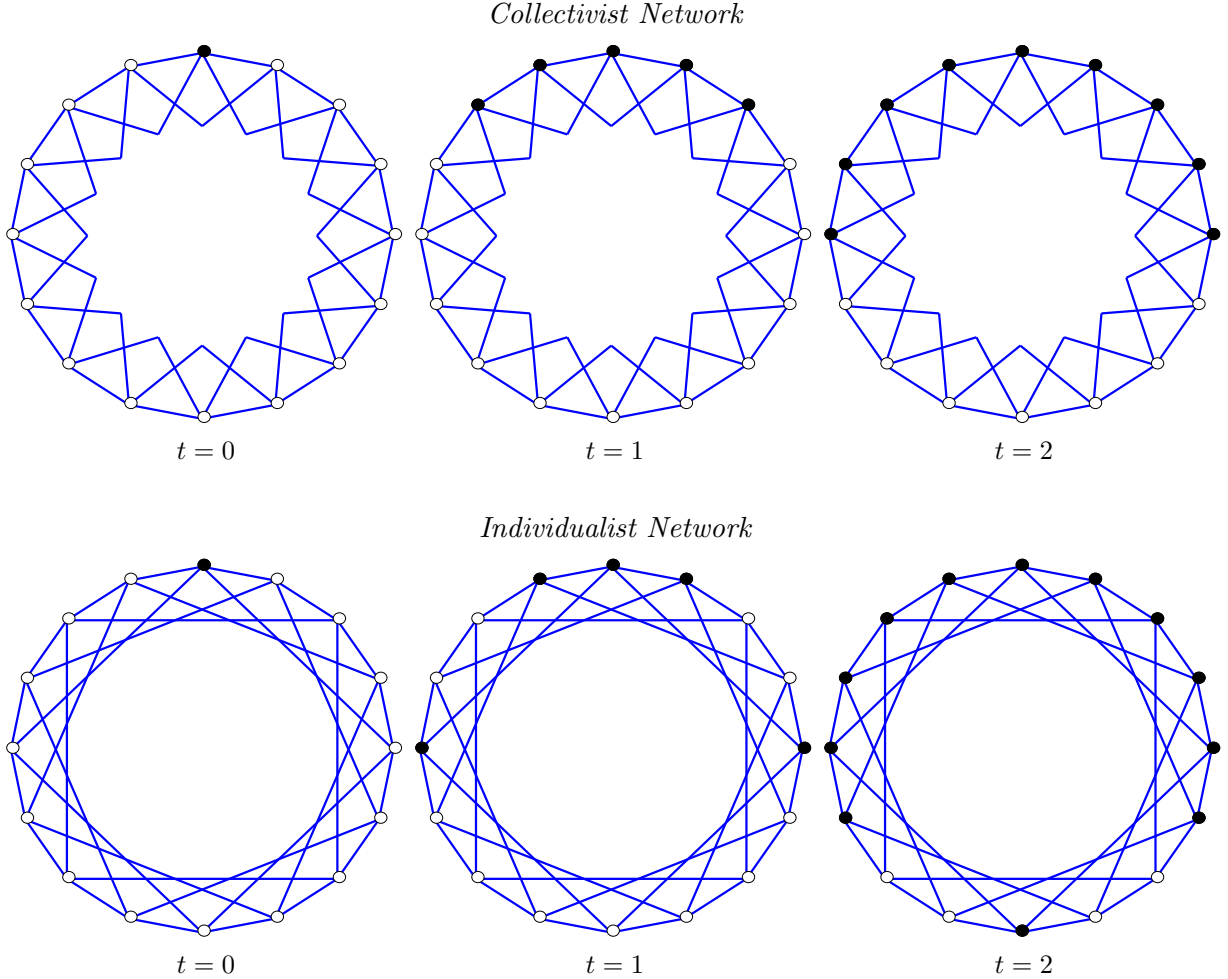 Collectivist Network
t = 0
t = 1
t = 2
Individualist Network
t = 0
t = 1
t = 2